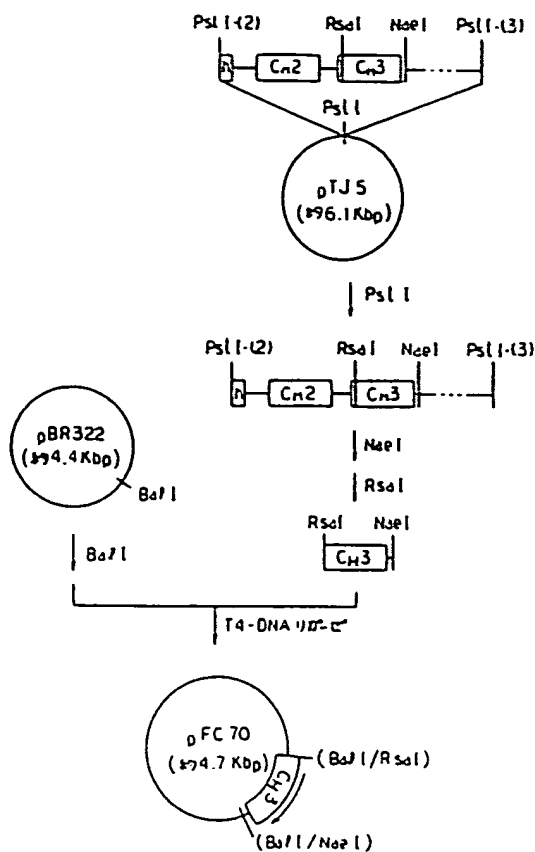 PstI-(2)
RsaI
NaeI
PstI-(3)
CH2
CH3
PstI
pTJ5
(約6.1Kbp)
PstI
PstI-(2)
RsaI
NaeI
PstI-(3)
CH2
CH3
pBR322
(約4.4Kbp)
BalI
NaeI
RsaI
RsaI NaeI
CH3
BalI
T4-DNAリガーゼ
pFC70
(約4.7Kbp)
CH3
(BalI/RsaI)
(BalI/NaeI)